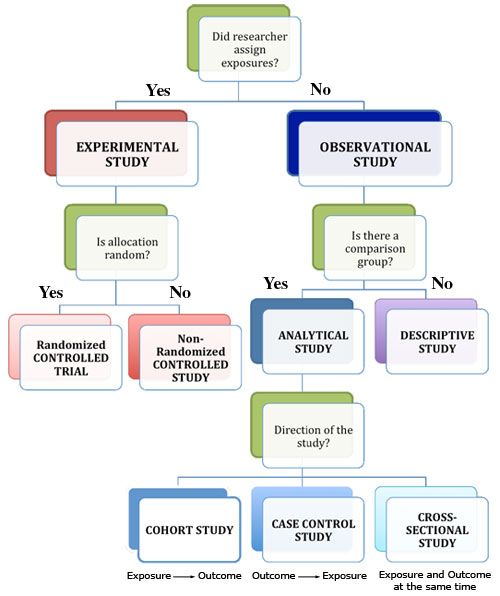 Did researcher
assign
exposures?
Yes
No
EXPERIMENTAL
STUDY
OBSERVATIONAL
STUDY
Is allocation
random?
Is there a
comparison
group?
Yes
No
Yes
No
Randomized
CONTROLLED
TRIAL
Non-
Randomized
CONTROLLED
STUDY
ANALYTICAL
STUDY
DESCRIPTIVE
STUDY
Direction of the
study?
COHORT STUDY
CASE CONTROL
STUDY
CROSS-
SECTIONAL
STUDY
Exposure → Outcome
Outcome → Exposure
Exposure and Outcome
at the same time